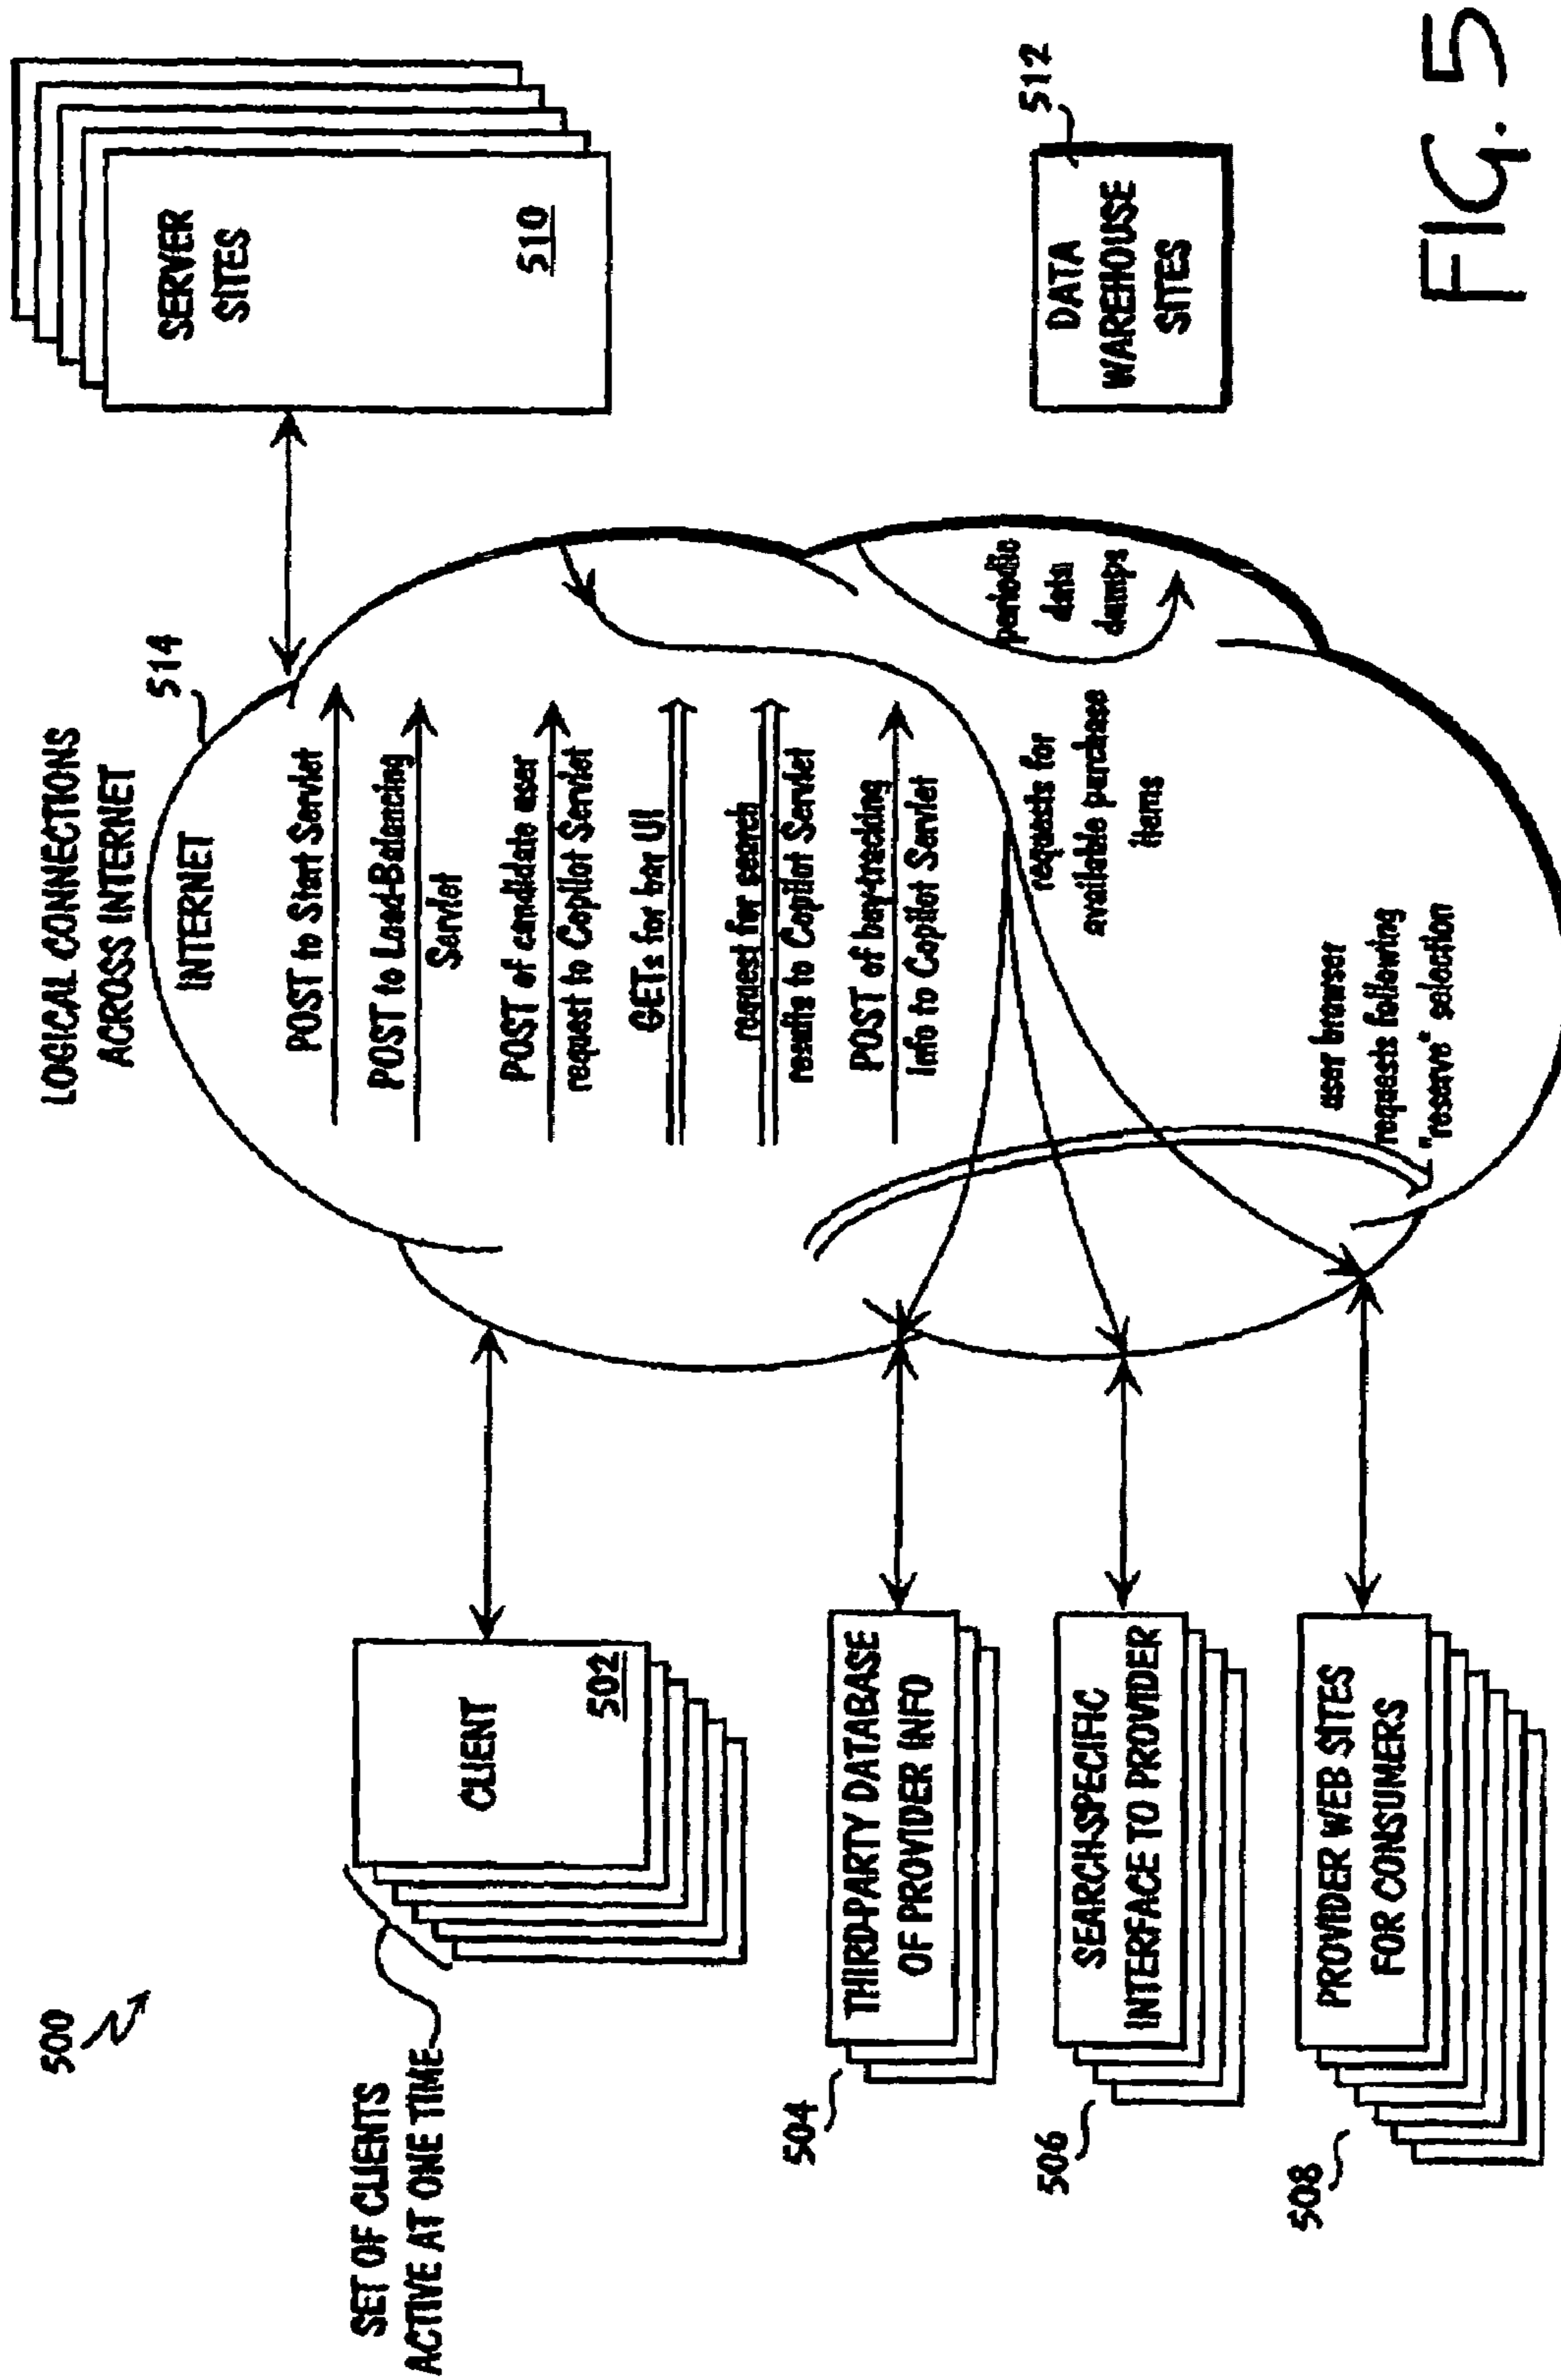 500
LOGICAL CONNECTIONS
ACROSS INTERNET
514
INTERNET
SET OF CLIENTS
ACTIVE AT ONE TIME
CLIENT
502
POST to Start Servlet
POST to Load-Balancing
Servlet
POST of candidate user
request to Copilot Servlet
GETs for bar UI
request for search
results to Copilot Servlet
POST of buy-tracking
info to Copilot Servlet
SERVER
SITES
510
504
THIRD-PARTY DATABASE
OF PROVIDER INFO
506
SEARCH-SPECIFIC
INTERFACE TO PROVIDER
508
PROVIDER WEB SITES
FOR CONSUMERS
requests for
available purchase
items
periodic
data
dumps
user browser
requests following
"reserve" selection
512
DATA
WAREHOUSE
SITES
FIG. 5